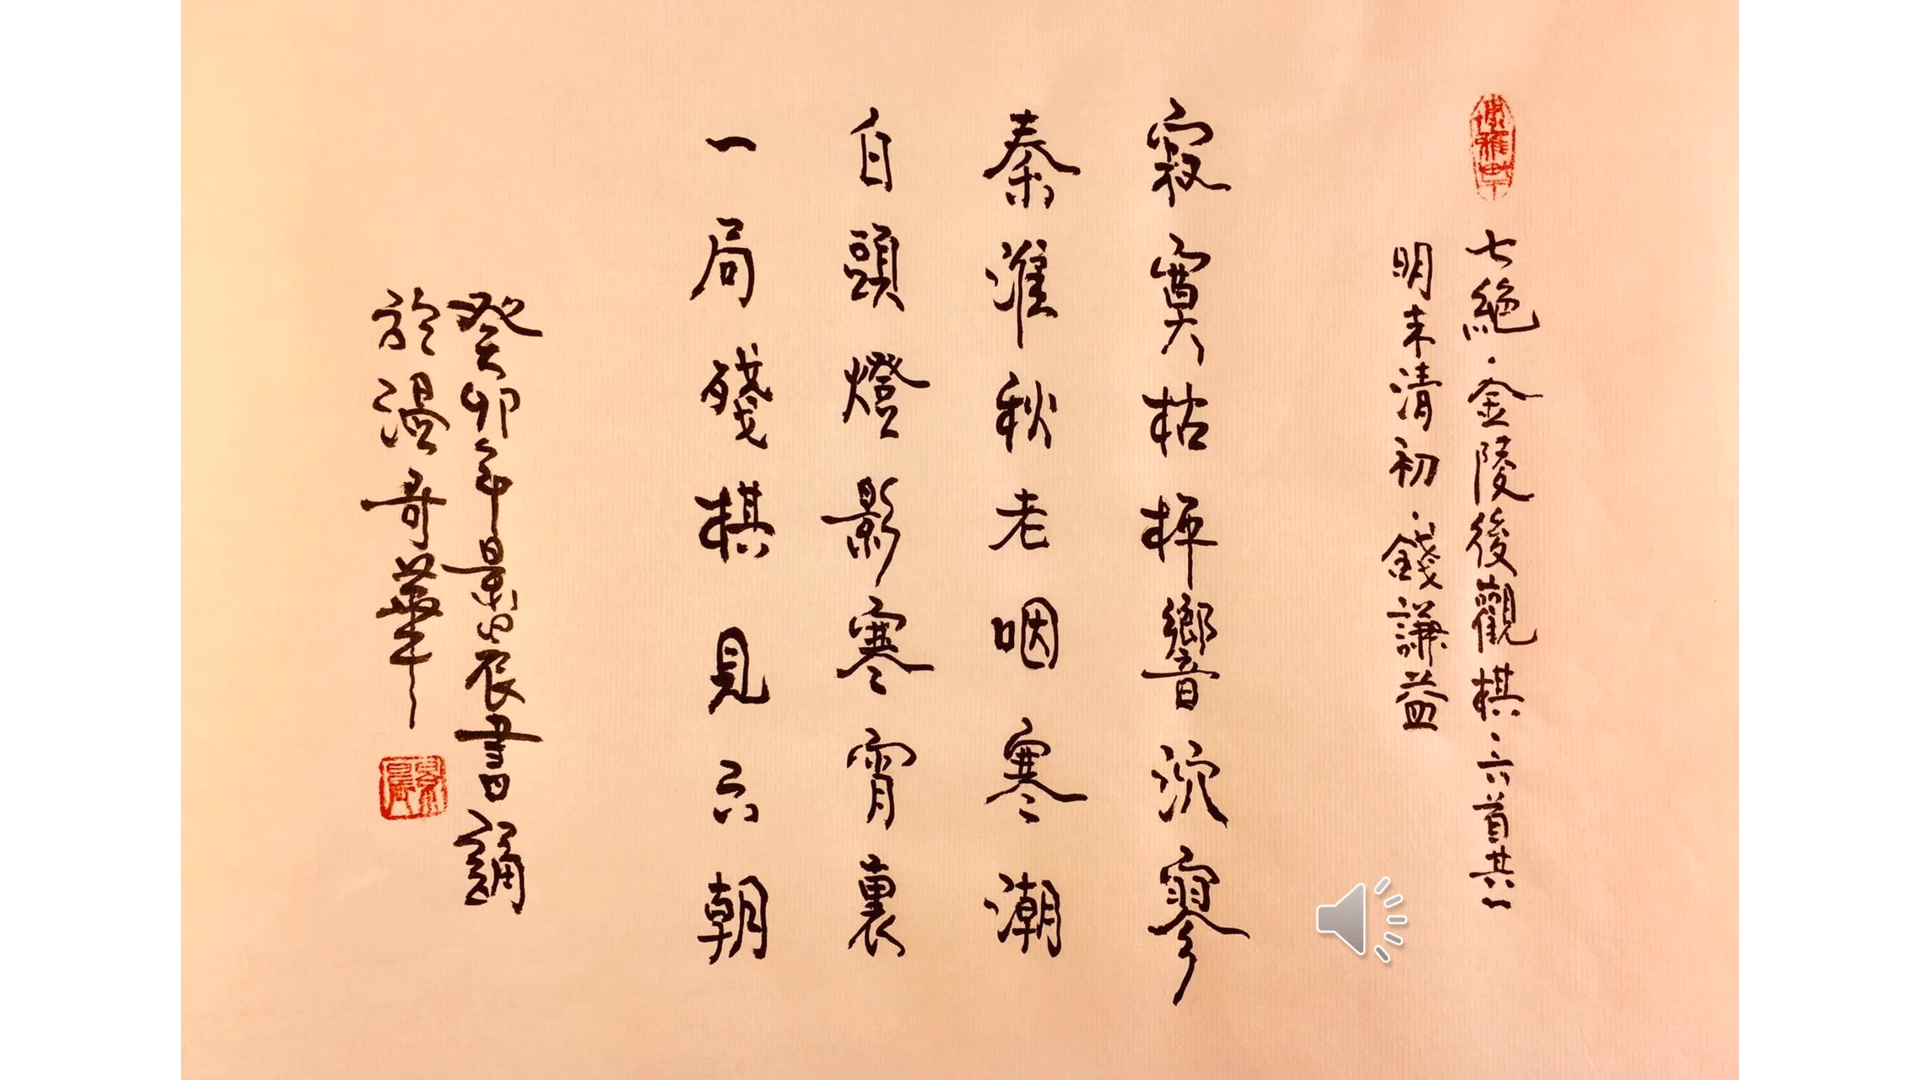 七絕·金陵後觀棋·六首其一
明末清初·錢謙益
寂寞枯枰響泬寥
秦淮秋老咽寒潮
白頭燈影寒宵裏
一局殘棋見六朝
癸卯年景晨書誦
於溫哥華